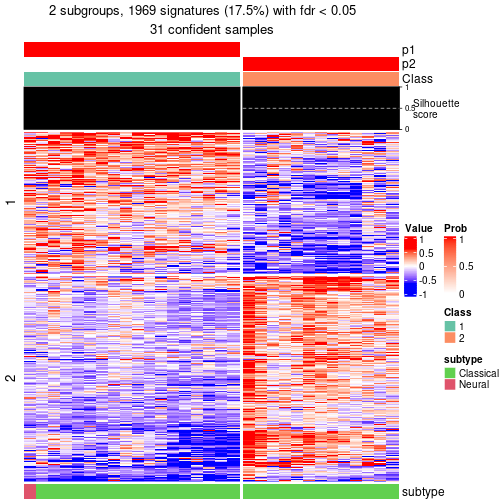 2 subgroups, 1969 signatures (17.5%) with fdr < 0.05
31 confident samples
p1
p2
Class
1
0.5
0
Silhouette
score
1
2
Value
1
0.5
0
-0.5
-1
Prob
1
0.5
0
Class
1
2
subtype
Classical
Neural
subtype